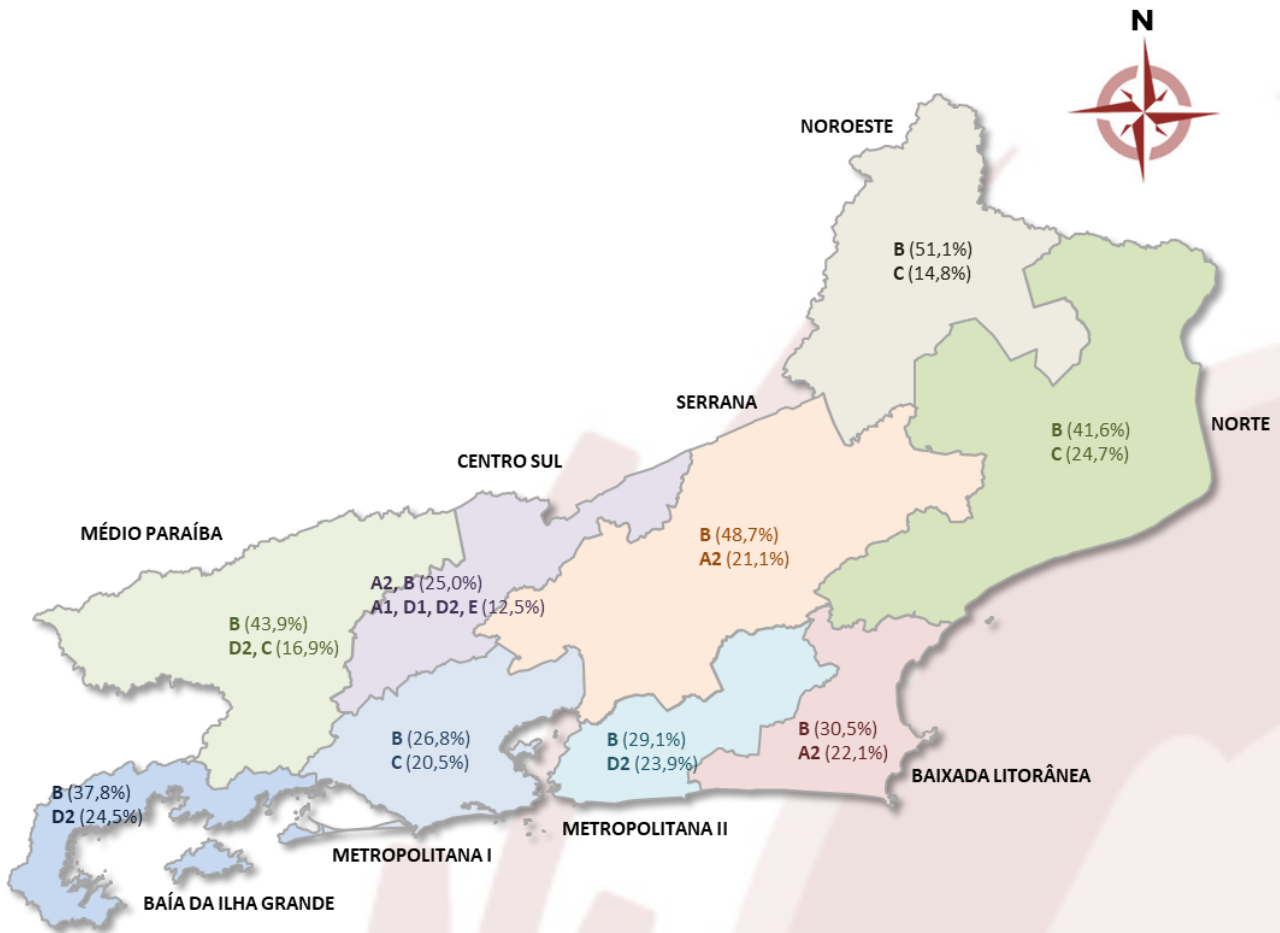 N
NOROESTE
B (51,1%)
C (14,8%)
SERRANA
NORTE
B (41,6%)
C (24,7%)
CENTRO SUL
MÉDIO PARAÍBA
B (48,7%)
A2 (21,1%)
A2, B (25,0%)
A1, D1, D2, E (12,5%)
B (43,9%)
D2, C (16,9%)
B (26,8%)
C (20,5%)
B (29,1%)
D2 (23,9%)
B (30,5%)
A2 (22,1%)
BAIXADA LITORÂNEA
B (37,8%)
D2 (24,5%)
METROPOLITANA II
METROPOLITANA I
BAÍA DA ILHA GRANDE